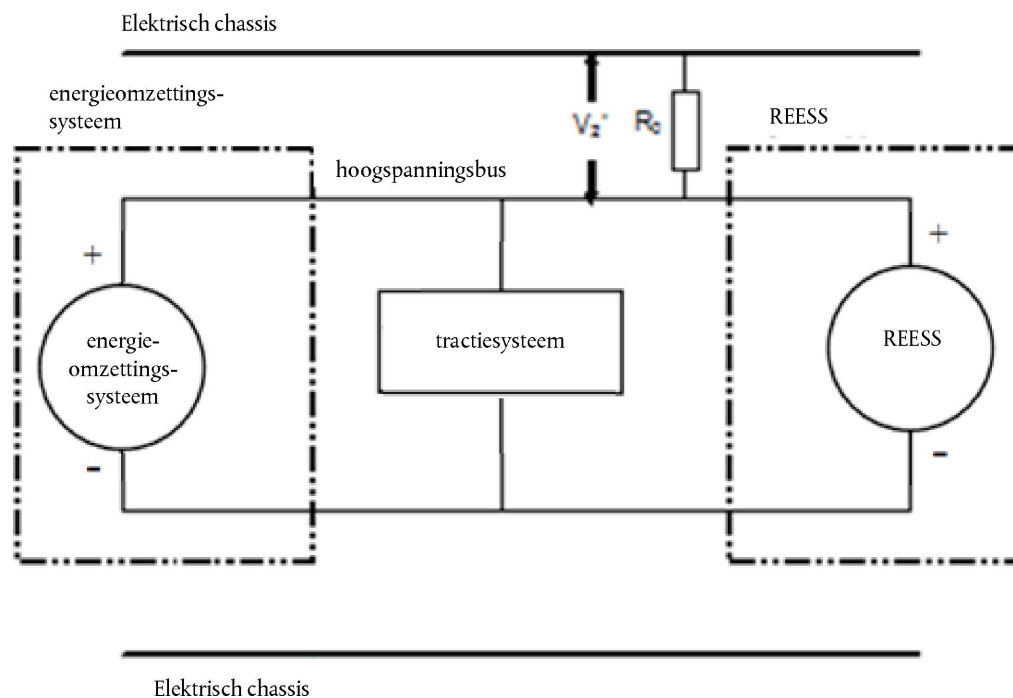 Elektrisch chassis
energieomzettings-
systeem
V₂'
R₀
REESS
hoogspanningsbus
+
+
energie-
omzettings-
systeem
tractiesysteem
REESS
-
-
Elektrisch chassis